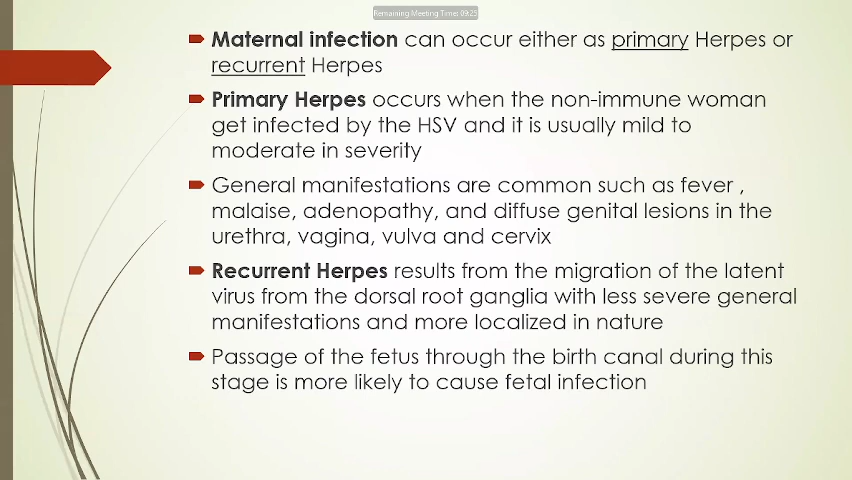 Remaining Meeting Time: 09:25
Maternal infection can occur either as primary Herpes or
recurrent Herpes
Primary Herpes occurs when the non-immune woman
get infected by the HSV and it is usually mild to
moderate in severity
General manifestations are common such as fever ,
malaise, adenopathy, and diffuse genital lesions in the
urethra, vagina, vulva and cervix
Recurrent Herpes results from the migration of the latent
virus from the dorsal root ganglia with less severe general
manifestations and more localized in nature
Passage of the fetus through the birth canal during this
stage is more likely to cause fetal infection